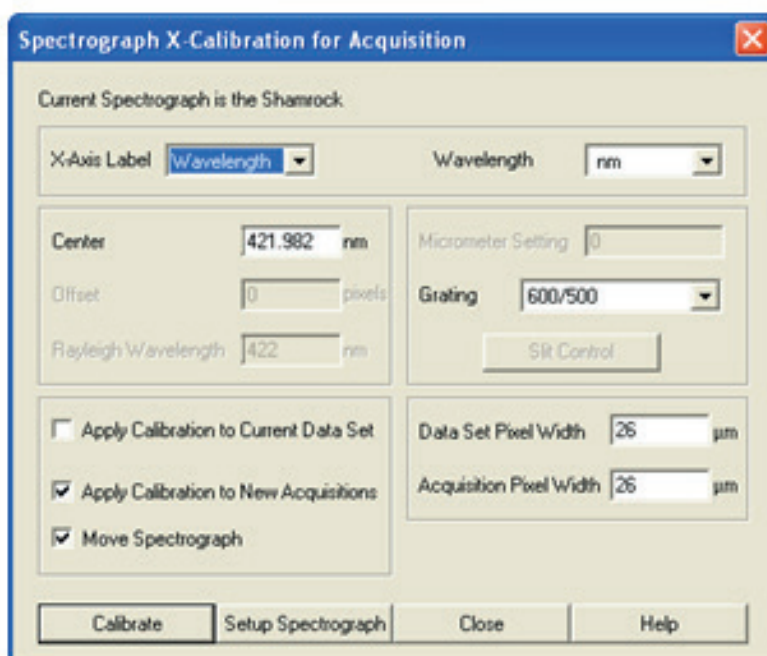 Spectrograph X-Calibration for Acquisition
Current Spectrograph is the Shamrock
X-Axis Label Wavelength Wavelength nm
Center 421.982 nm
Offset 0 pixels
Rayleigh Wavelength 422 nm
Micrometer Setting 0
Grating 600/500
Slit Control
Apply Calibration to Current Data Set
Apply Calibration to New Acquisitions
Move Spectrograph
Data Set Pixel Width 26 µm
Acquisition Pixel Width 26 µm
Calibrate Setup Spectrograph Close Help